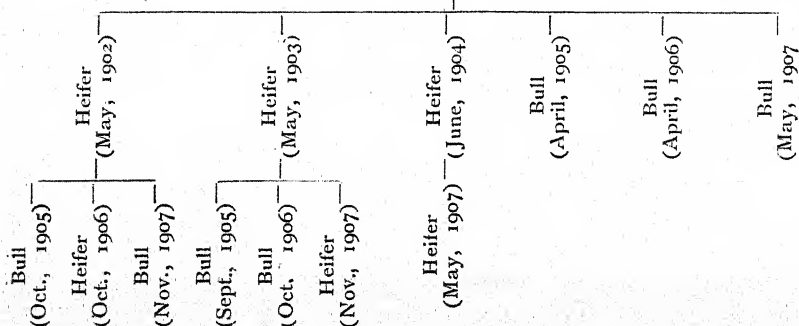 Heifer
(May, 1902)
Heifer
(May, 1903)
Heifer
(June, 1904)
Bull
(April, 1905)
Bull
(April, 1906)
Bull
(May, 1907
Bull
(Oct., 1905)
Heifer
(Oct., 1906)
Bull
(Nov., 1907)
Bull
(Sept., 1905)
Bull
(Oct. 1906)
Heifer
(Nov., 1907)
Heifer
(May, 1907)